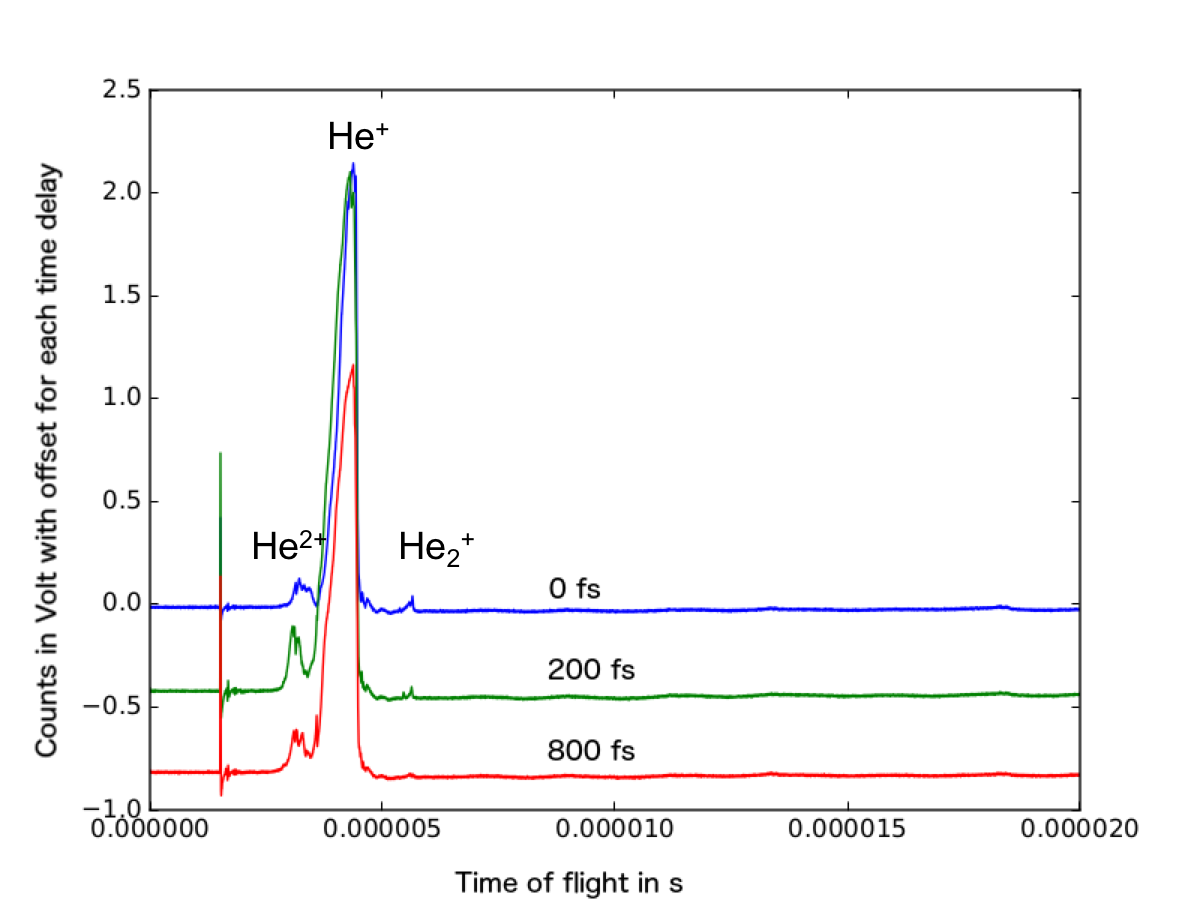 2.5
2.0
1.5
1.0
0.5
0.0
−0.5
−1.0
Counts in Volt with offset for each time delay
He⁺
He²⁺
He₂⁺
0 fs
200 fs
800 fs
0.000000
0.000005
0.000010
0.000015
0.000020
Time of flight in s